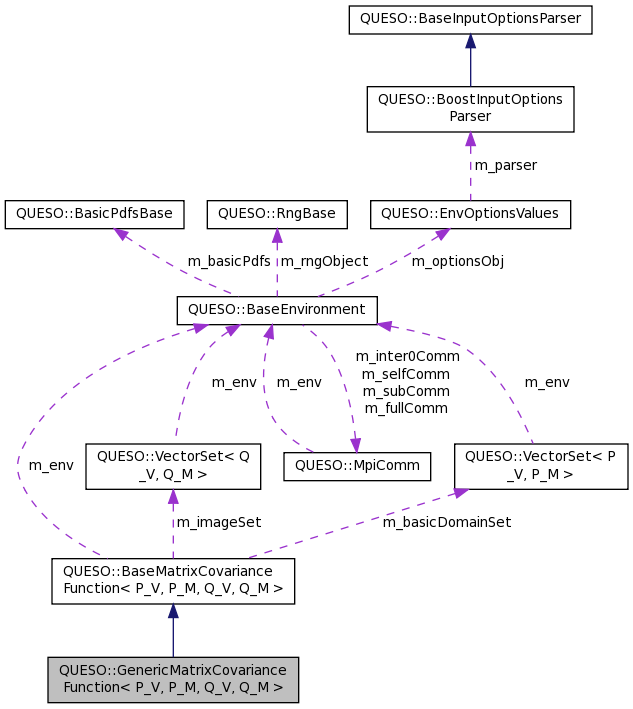 QUESO::BaseInputOptionsParser
QUESO::BoostInputOptions
Parser
m_parser
QUESO::BasicPdfsBase
QUESO::RngBase
QUESO::EnvOptionsValues
m_basicPdfs
m_rngObject
m_optionsObj
QUESO::BaseEnvironment
m_inter0Comm
m_selfComm
m_subComm
m_fullComm
m_env
m_env
m_env
m_env
QUESO::VectorSet< Q
_V, Q_M >
QUESO::MpiComm
QUESO::VectorSet< P
_V, P_M >
m_imageSet
m_basicDomainSet
QUESO::BaseMatrixCovariance
Function< P_V, P_M, Q_V, Q_M >
QUESO::GenericMatrixCovariance
Function< P_V, P_M, Q_V, Q_M >